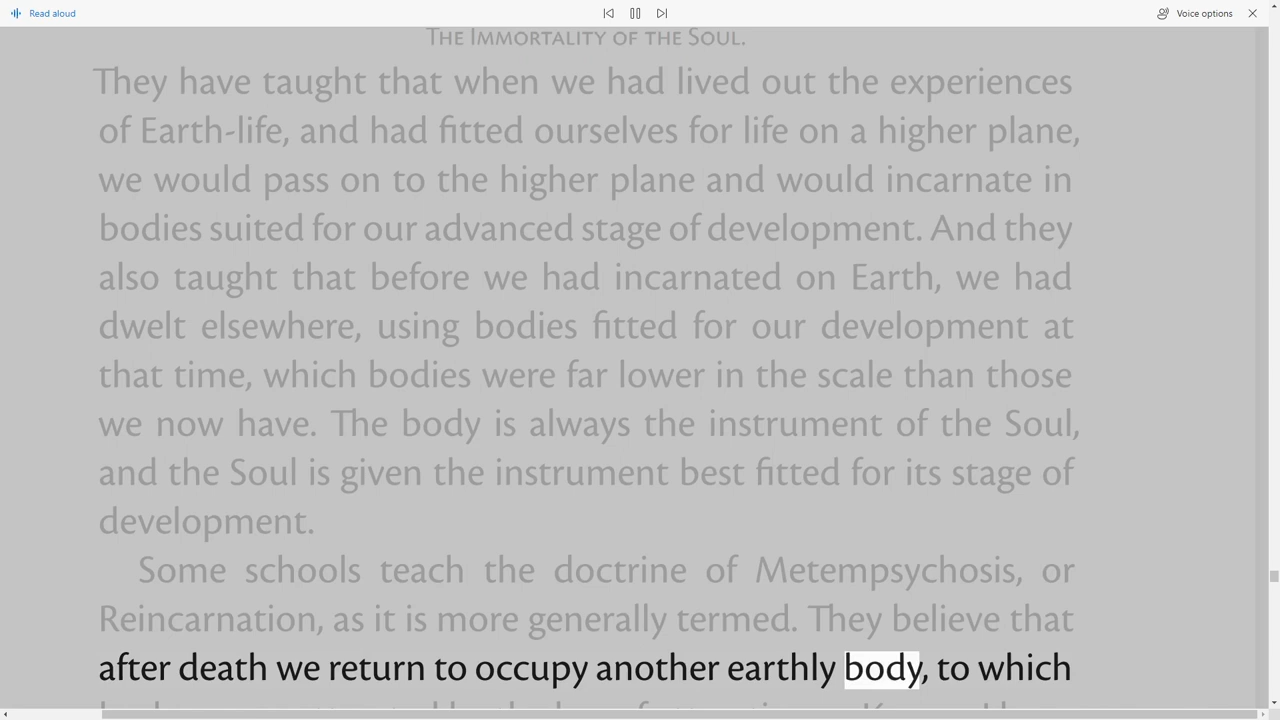 Read aloud
Voice options
The Immortality of the Soul.
They have taught that when we had lived out the experiences
of Earth-life, and had fitted ourselves for life on a higher plane,
we would pass on to the higher plane and would incarnate in
bodies suited for our advanced stage of development. And they
also taught that before we had incarnated on Earth, we had
dwelt elsewhere, using bodies fitted for our development at
that time, which bodies were far lower in the scale than those
we now have. The body is always the instrument of the Soul,
and the Soul is given the instrument best fitted for its stage of
development.
Some schools teach the doctrine of Metempsychosis, or
Reincarnation, as it is more generally termed. They believe that
after death we return to occupy another earthly body, to which